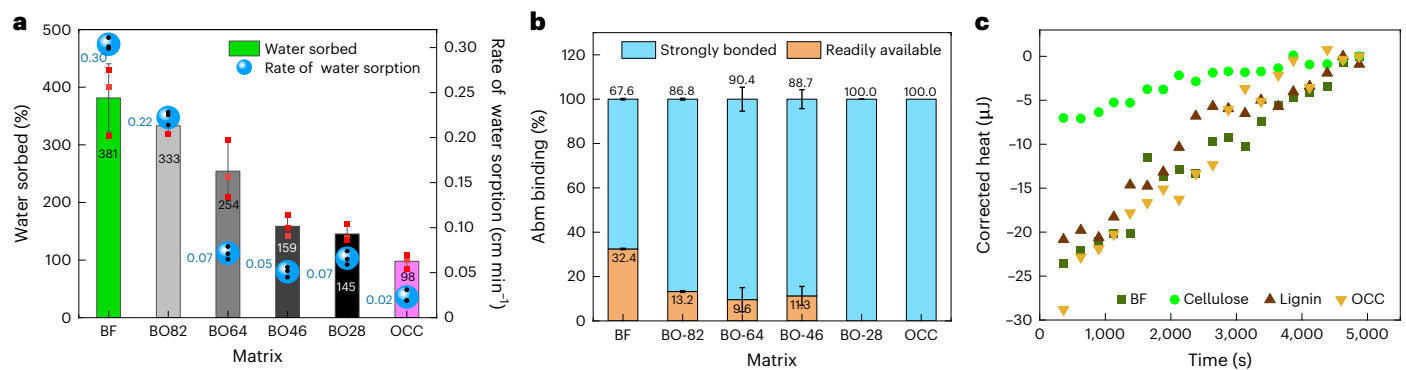 a
500
400
300
200
100
0
Water sorbed (%)
Water sorbed
Rate of water sorption
0.30
0.22
0.07
0.05
0.07
0.02
381
333
254
159
145
98
0.30
0.25
0.20
0.15
0.10
0.05
0
Rate of water sorption (cm min⁻¹)
BF BO82 BO64 BO46 BO28 OCC
Matrix
b
120
100
80
60
40
20
0
Abm binding (%)
Strongly bonded Readily available
67.6 86.8 90.4 88.7 100.0 100.0
32.4 13.2 9.6 11.3
BF BO-82 BO-64 BO-46 BO-28 OCC
Matrix
c
0
−5
−10
−15
−20
−25
−30
Corrected heat (µJ)
BF Cellulose Lignin OCC
0 1,000 2,000 3,000 4,000 5,000
Time (s)